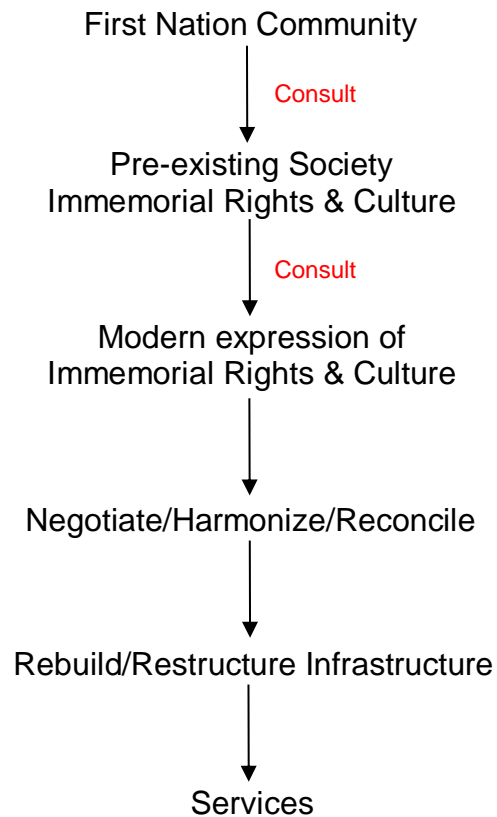 First Nation Community
Consult
Pre-existing Society
Immemorial Rights & Culture
Consult
Modern expression of
Immemorial Rights & Culture
Negotiate/Harmonize/Reconcile
Rebuild/Restructure Infrastructure
Services